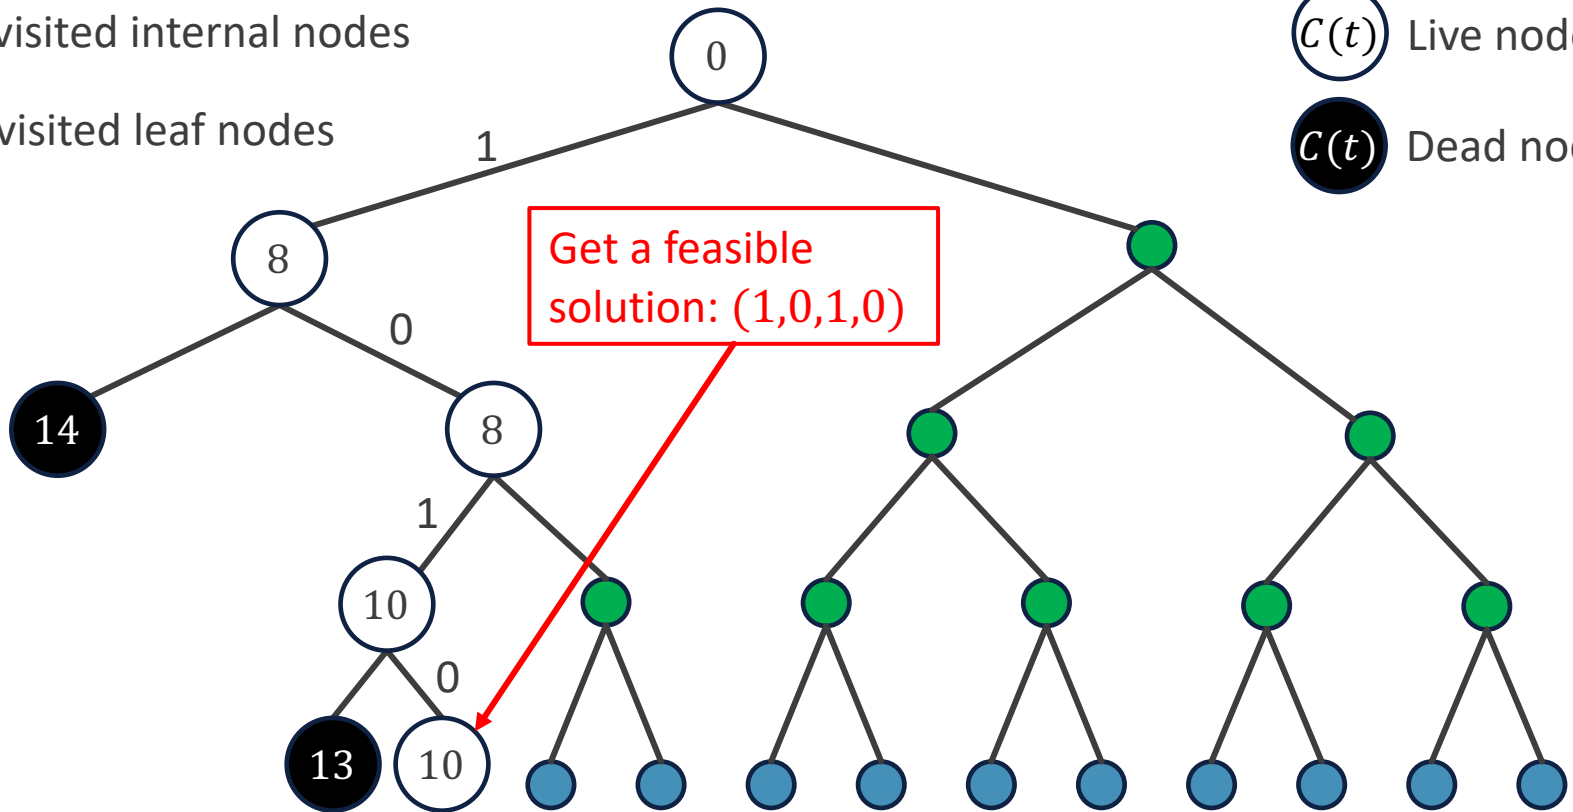 visited internal nodes
0
C(t) Live nod
visited leaf nodes
C(t) Dead no
1
8
Get a feasible
solution: (1,0,1,0)
0
14
8
1
10
0
13
10